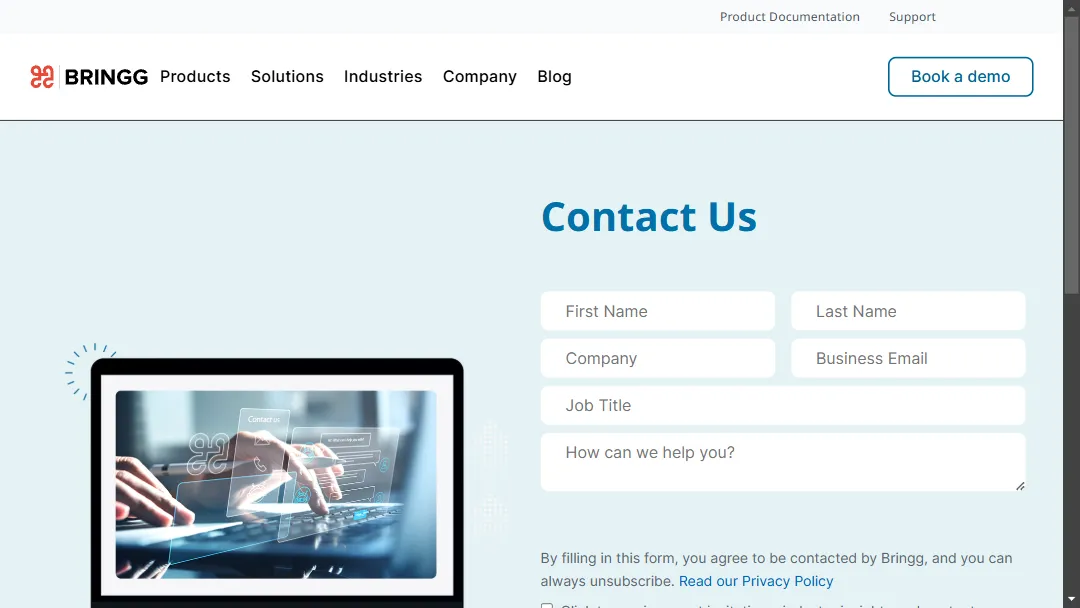 Product Documentation Support
BRINGG Products Solutions Industries Company Blog Book a demo
Contact Us
First Name Last Name
Company Business Email
Job Title
How can we help you?
Contact us
By filling in this form, you agree to be contacted by Bringg, and you can
always unsubscribe. Read our Privacy Policy